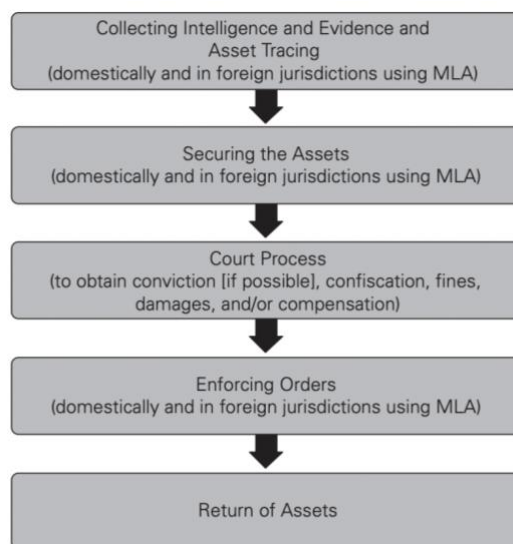 Collecting Intelligence and Evidence and
Asset Tracing
(domestically and in foreign jurisdictions using MLA)
Securing the Assets
(domestically and in foreign jurisdictions using MLA)
Court Process
(to obtain conviction [if possible], confiscation, fines,
damages, and/or compensation)
Enforcing Orders
(domestically and in foreign jurisdictions using MLA)
Return of Assets